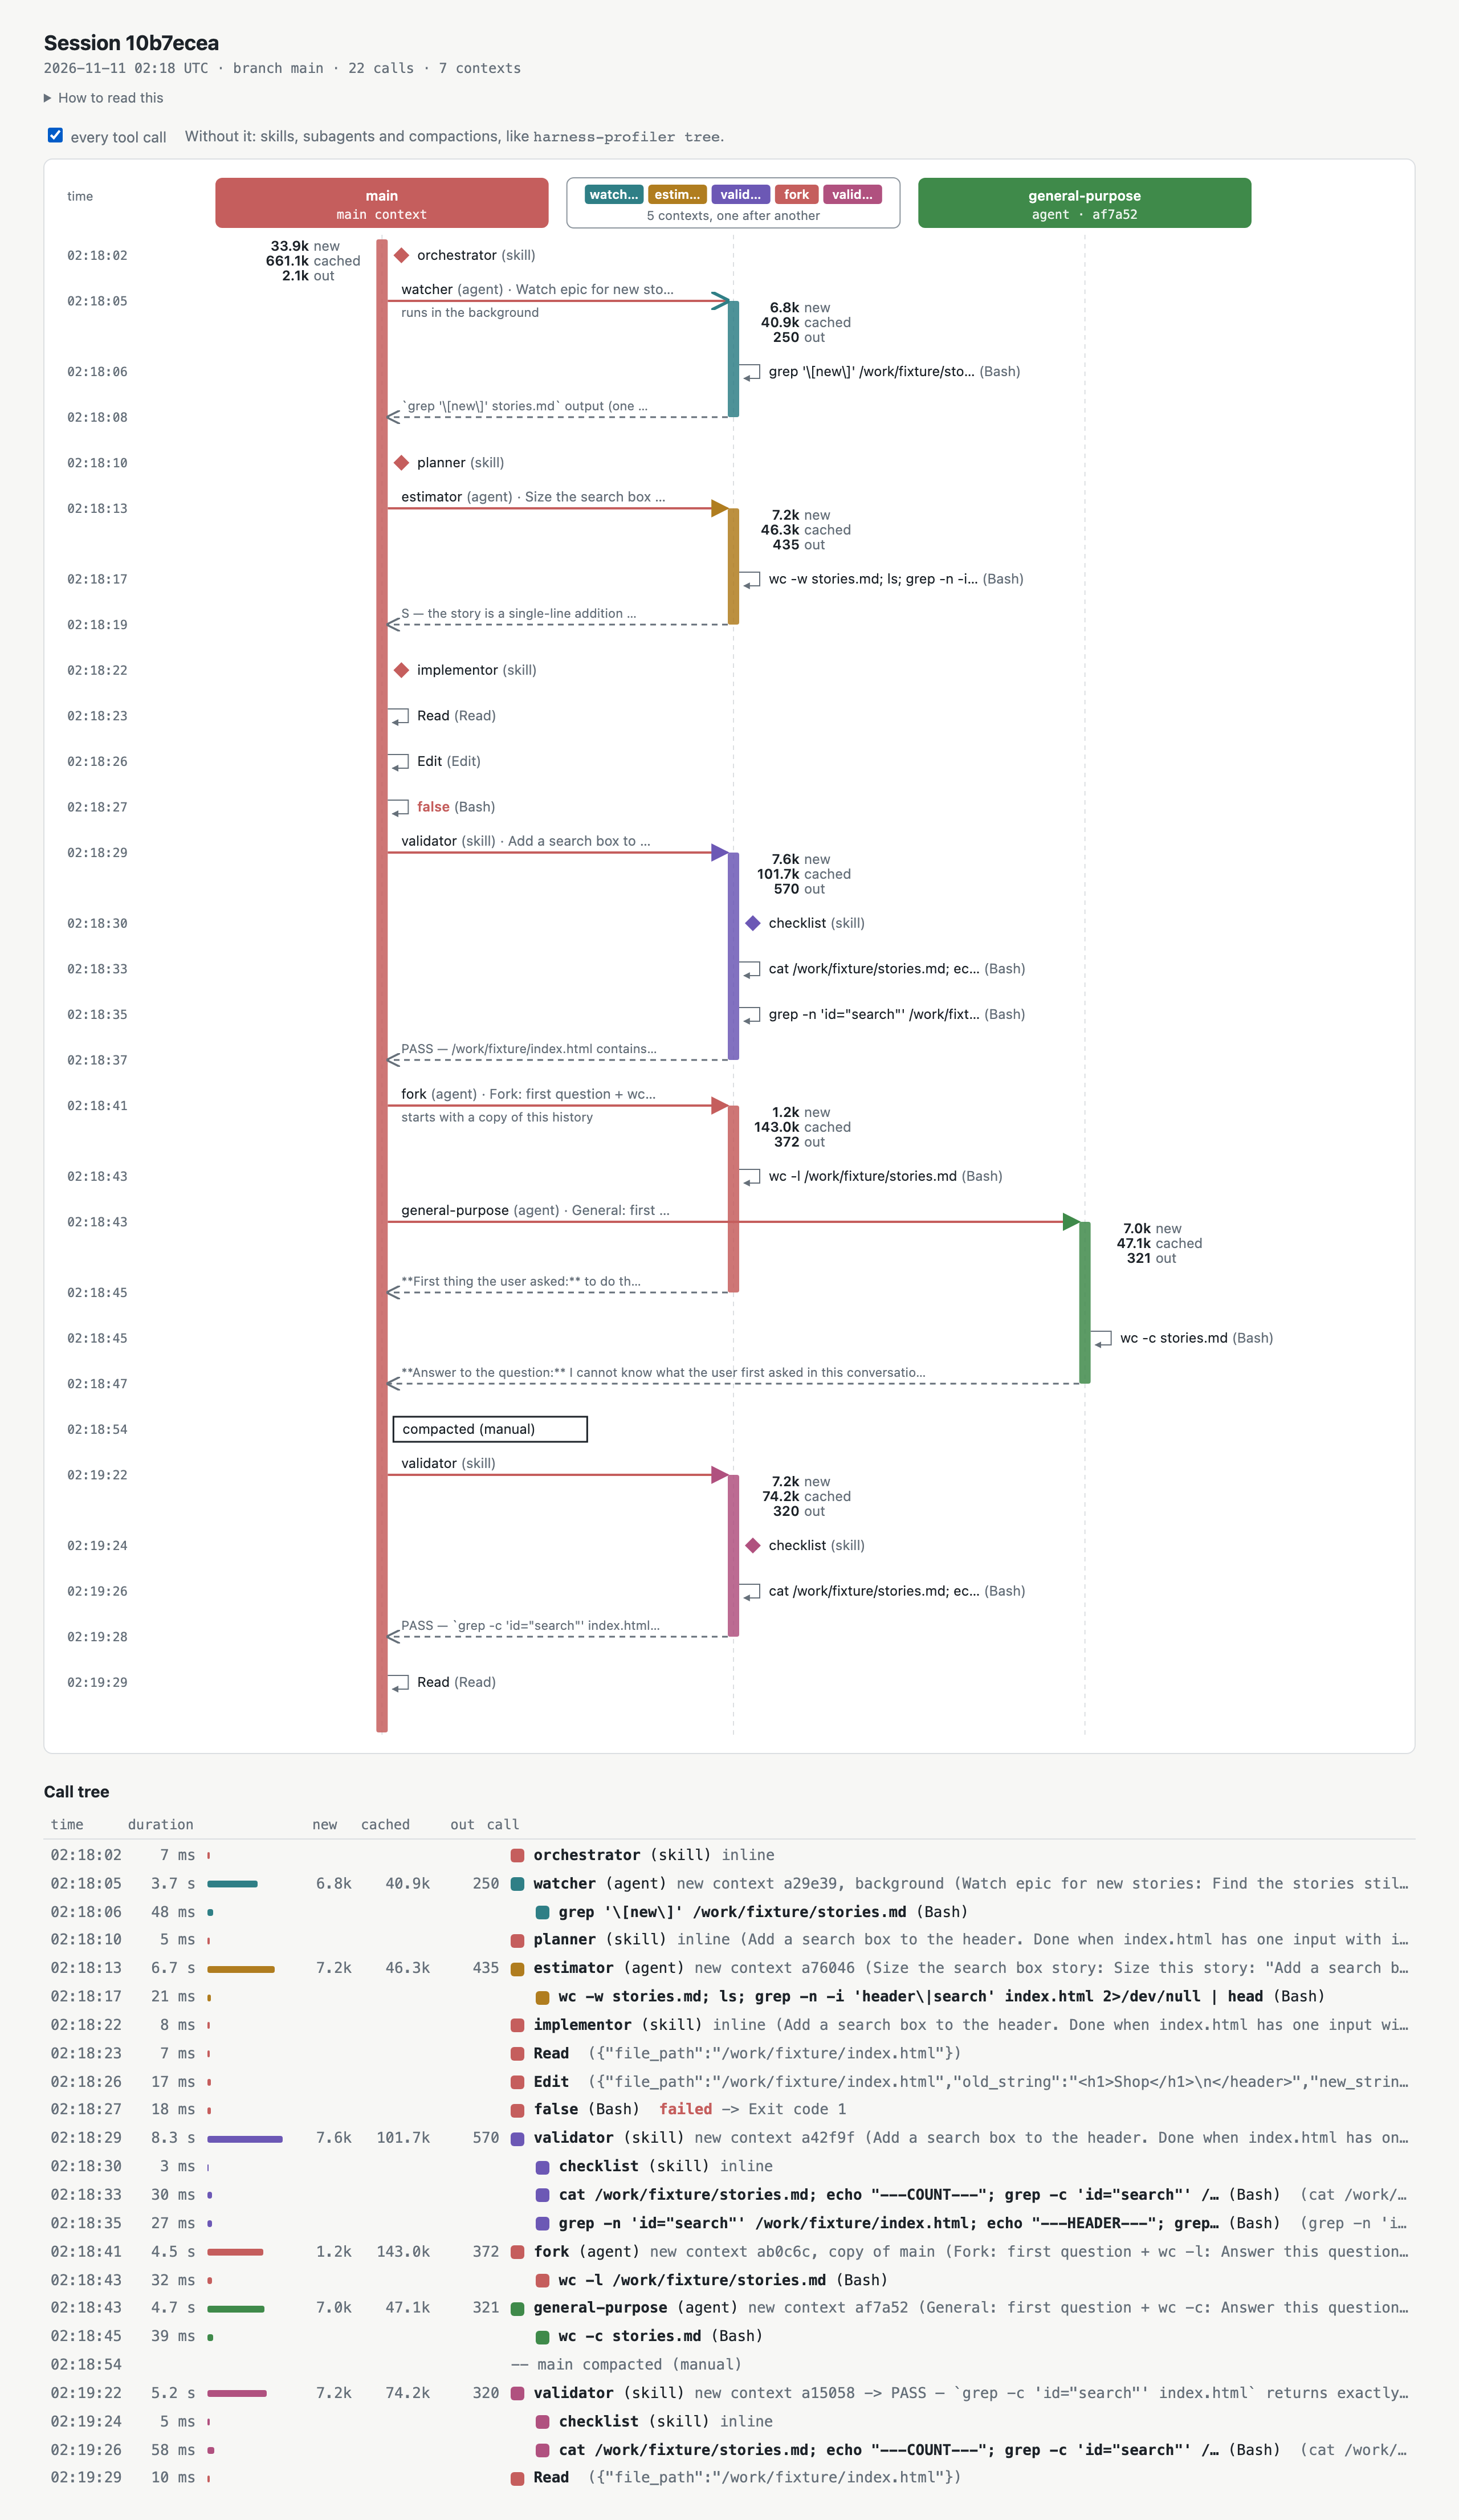 Session 10b7ecea
2026-11-11 02:18 UTC · branch main · 22 calls · 7 contexts
▶ How to read this
every tool call Without it: skills, subagents and compactions, like harness-profiler tree.
time
main
main context
watch... estim... valid... fork valid...
5 contexts, one after another
general-purpose
agent · af7a52
33.9k new
661.1k cached
2.1k out
02:18:02 orchestrator (skill)
watcher (agent) · Watch epic for new sto...
02:18:05
runs in the background
6.8k new
40.9k cached
250 out
02:18:06 grep '\[new\]' /work/fixture/sto... (Bash)
`grep '\[new\]' stories.md` output (one ...
02:18:08
02:18:10 planner (skill)
estimator (agent) · Size the search box ...
02:18:13
7.2k new
46.3k cached
435 out
02:18:17 wc -w stories.md; ls; grep -n -i... (Bash)
S — the story is a single-line addition ...
02:18:19
02:18:22 implementor (skill)
02:18:23 Read (Read)
02:18:26 Edit (Edit)
02:18:27 false (Bash)
validator (skill) · Add a search box to ...
02:18:29
7.6k new
101.7k cached
570 out
02:18:30 checklist (skill)
02:18:33 cat /work/fixture/stories.md; ec... (Bash)
02:18:35 grep -n 'id="search"' /work/fixt... (Bash)
PASS — /work/fixture/index.html contains...
02:18:37
fork (agent) · Fork: first question + wc...
02:18:41
starts with a copy of this history
1.2k new
143.0k cached
372 out
02:18:43 wc -l /work/fixture/stories.md (Bash)
general-purpose (agent) · General: first ...
02:18:43
7.0k new
47.1k cached
321 out
**First thing the user asked:** to do th...
02:18:45
02:18:45 wc -c stories.md (Bash)
**Answer to the question:** I cannot know what the user first asked in this conversatio...
02:18:47
02:18:54 compacted (manual)
validator (skill)
02:19:22
7.2k new
74.2k cached
320 out
02:19:24 checklist (skill)
02:19:26 cat /work/fixture/stories.md; ec... (Bash)
PASS — `grep -c 'id="search"' index.html...
02:19:28
02:19:29 Read (Read)
Call tree
time duration new cached out call
02:18:02 7 ms orchestrator (skill) inline
02:18:05 3.7 s 6.8k 40.9k 250 watcher (agent) new context a29e39, background (Watch epic for new stories: Find the stories stil…
02:18:06 48 ms grep '\[new\]' /work/fixture/stories.md (Bash)
02:18:10 5 ms planner (skill) inline (Add a search box to the header. Done when index.html has one input with i…
02:18:13 6.7 s 7.2k 46.3k 435 estimator (agent) new context a76046 (Size the search box story: Size this story: "Add a search b…
02:18:17 21 ms wc -w stories.md; ls; grep -n -i 'header\|search' index.html 2>/dev/null | head (Bash)
02:18:22 8 ms implementor (skill) inline (Add a search box to the header. Done when index.html has one input wi…
02:18:23 7 ms Read ({"file_path":"/work/fixture/index.html"})
02:18:26 17 ms Edit ({"file_path":"/work/fixture/index.html","old_string":"<h1>Shop</h1>\n</header>","new_strin…
02:18:27 18 ms false (Bash) failed -> Exit code 1
02:18:29 8.3 s 7.6k 101.7k 570 validator (skill) new context a42f9f (Add a search box to the header. Done when index.html has on…
02:18:30 3 ms checklist (skill) inline
02:18:33 30 ms cat /work/fixture/stories.md; echo "---COUNT---"; grep -c 'id="search"' /… (Bash) (cat /work/…
02:18:35 27 ms grep -n 'id="search"' /work/fixture/index.html; echo "---HEADER---"; grep… (Bash) (grep -n 'i…
02:18:41 4.5 s 1.2k 143.0k 372 fork (agent) new context ab0c6c, copy of main (Fork: first question + wc -l: Answer this question…
02:18:43 32 ms wc -l /work/fixture/stories.md (Bash)
02:18:43 4.7 s 7.0k 47.1k 321 general-purpose (agent) new context af7a52 (General: first question + wc -c: Answer this question…
02:18:45 39 ms wc -c stories.md (Bash)
02:18:54 —— main compacted (manual)
02:19:22 5.2 s 7.2k 74.2k 320 validator (skill) new context a15058 -> PASS — `grep -c 'id="search"' index.html` returns exactly…
02:19:24 5 ms checklist (skill) inline
02:19:26 58 ms cat /work/fixture/stories.md; echo "---COUNT---"; grep -c 'id="search"' /… (Bash) (cat /work/…
02:19:29 10 ms Read ({"file_path":"/work/fixture/index.html"})